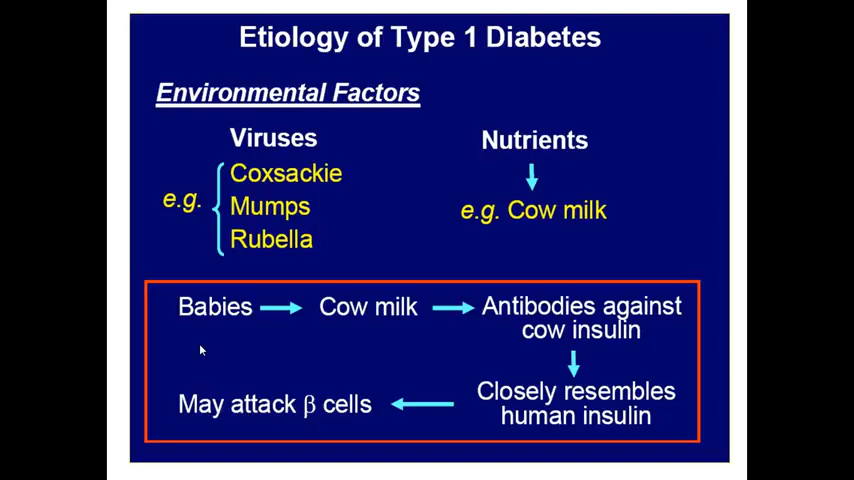 Etiology of Type 1 Diabetes
Environmental Factors
Viruses
e.g.
Coxsackie
Mumps
Rubella
Nutrients
e.g. Cow milk
Babies
Cow milk
Antibodies against
cow insulin
Closely resembles
human insulin
May attack β cells